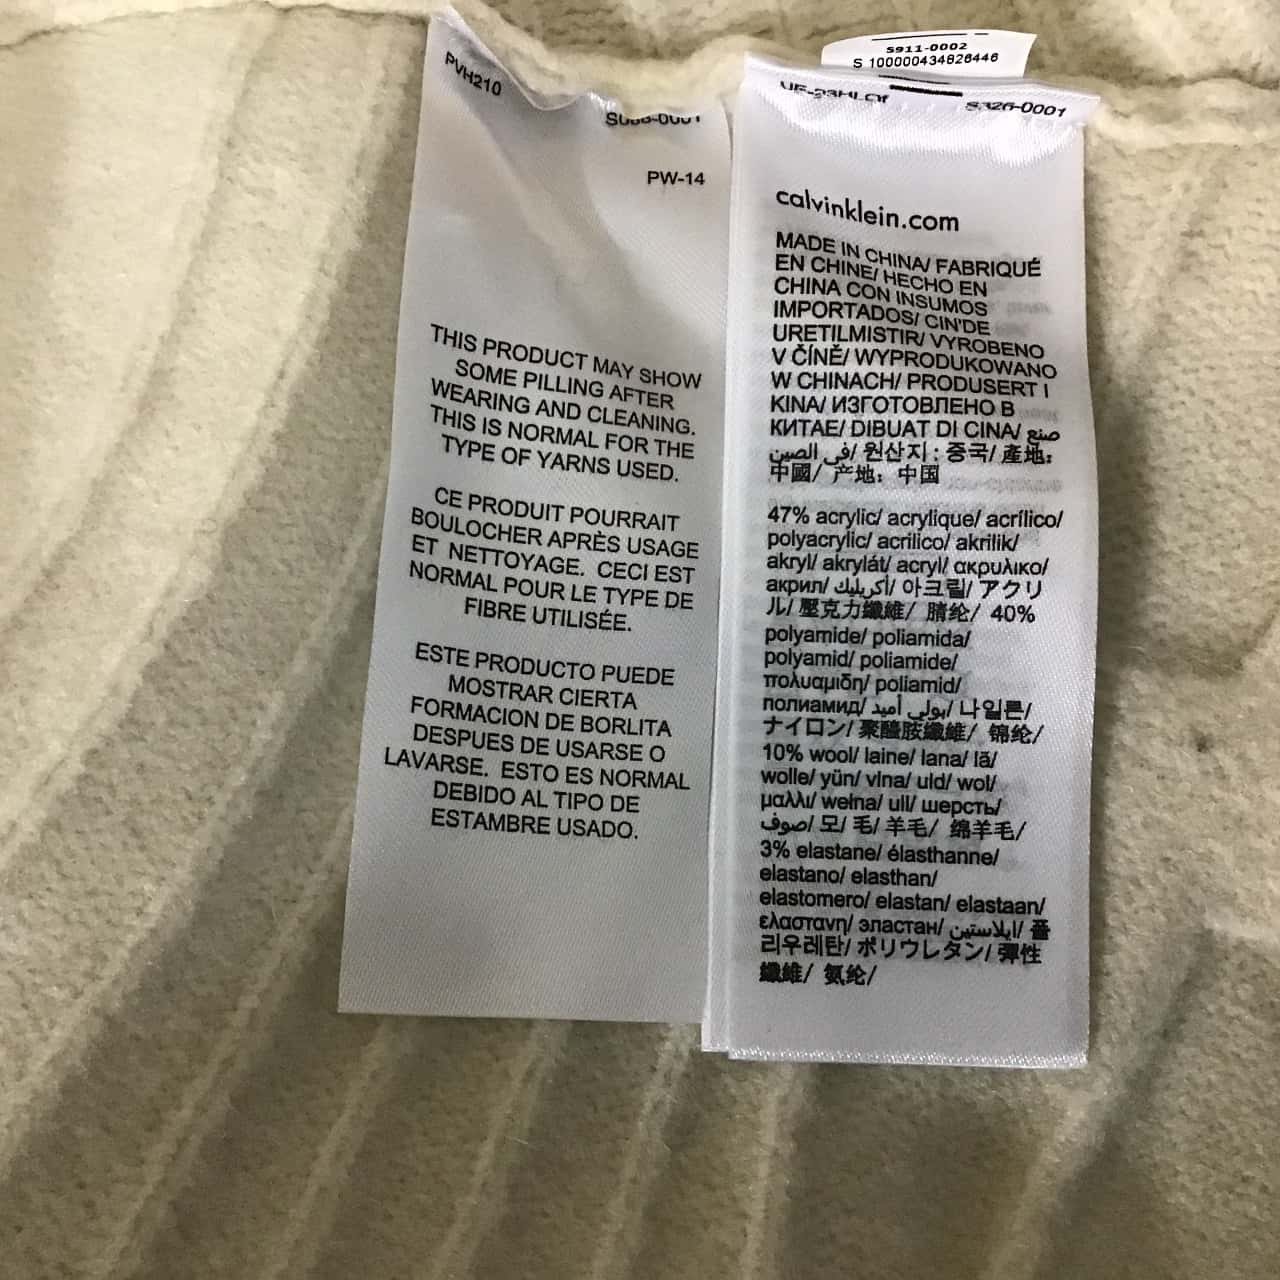 PVH210
PW-14
THIS PRODUCT MAY SHOW
SOME PILLING AFTER
WEARING AND CLEANING.
THIS IS NORMAL FOR THE
TYPE OF YARNS USED.
CE PRODUIT POURRAIT
BOULOCHER APRÈS USAGE
ET NETTOYAGE. CECI EST
NORMAL POUR LE TYPE DE
FIBRE UTILISÉE.
ESTE PRODUCTO PUEDE
MOSTRAR CIERTA
FORMACION DE BORLITA
DESPUES DE USARSE O
LAVARSE. ESTO ES NORMAL
DEBIDO AL TIPO DE
ESTAMBRE USADO.
5911-0002
S 100000434626446
S326-0001
calvinklein.com
MADE IN CHINA/ FABRIQUÉ
EN CHINE/ HECHO EN
CHINA CON INSUMOS
IMPORTADOS/ CIN'DE
URETILMISTIR/ VYROBENO
V ČÍNĚ/ WYPRODUKOWANO
W CHINACH/ PRODUSERT I
KINA/ ИЗГОТОВЛЕНО В
КИТАЕ/ DIBUAT DI CINA/ صنع
في الصين/ 원산지 : 중국/ 產地:
中國/ 产地: 中国
47% acrylic/ acrylique/ acrílico/
polyacrylic/ acrilico/ akrilik/
akryl/ akrylát/ acryl/ ακρυλικο/
акрил/ أكريليك/ 아크릴/ アクリ
ル/ 壓克力纖維/ 腈纶/ 40%
polyamide/ poliamida/
polyamid/ poliamide/
πολυαμιδη/ poliamid/
полиамид/ بولي أميد/ 나일론/
ナイロン/ 聚醯胺纖維/ 锦纶/
10% wool/ laine/ lana/ lã/
wolle/ yün/ vlna/ uld/ wol/
μαλλι/ wełna/ ull/ шерсть/
صوف/ 모/ 毛/ 羊毛/ 绵羊毛/
3% elastane/ élasthanne/
elastano/ elasthan/
elastomero/ elastan/ elastaan/
ελαστανη/ эластан/ ايلاستين/ 폴
리우레탄/ ポリウレタン/ 彈性
纖維/ 氨纶/